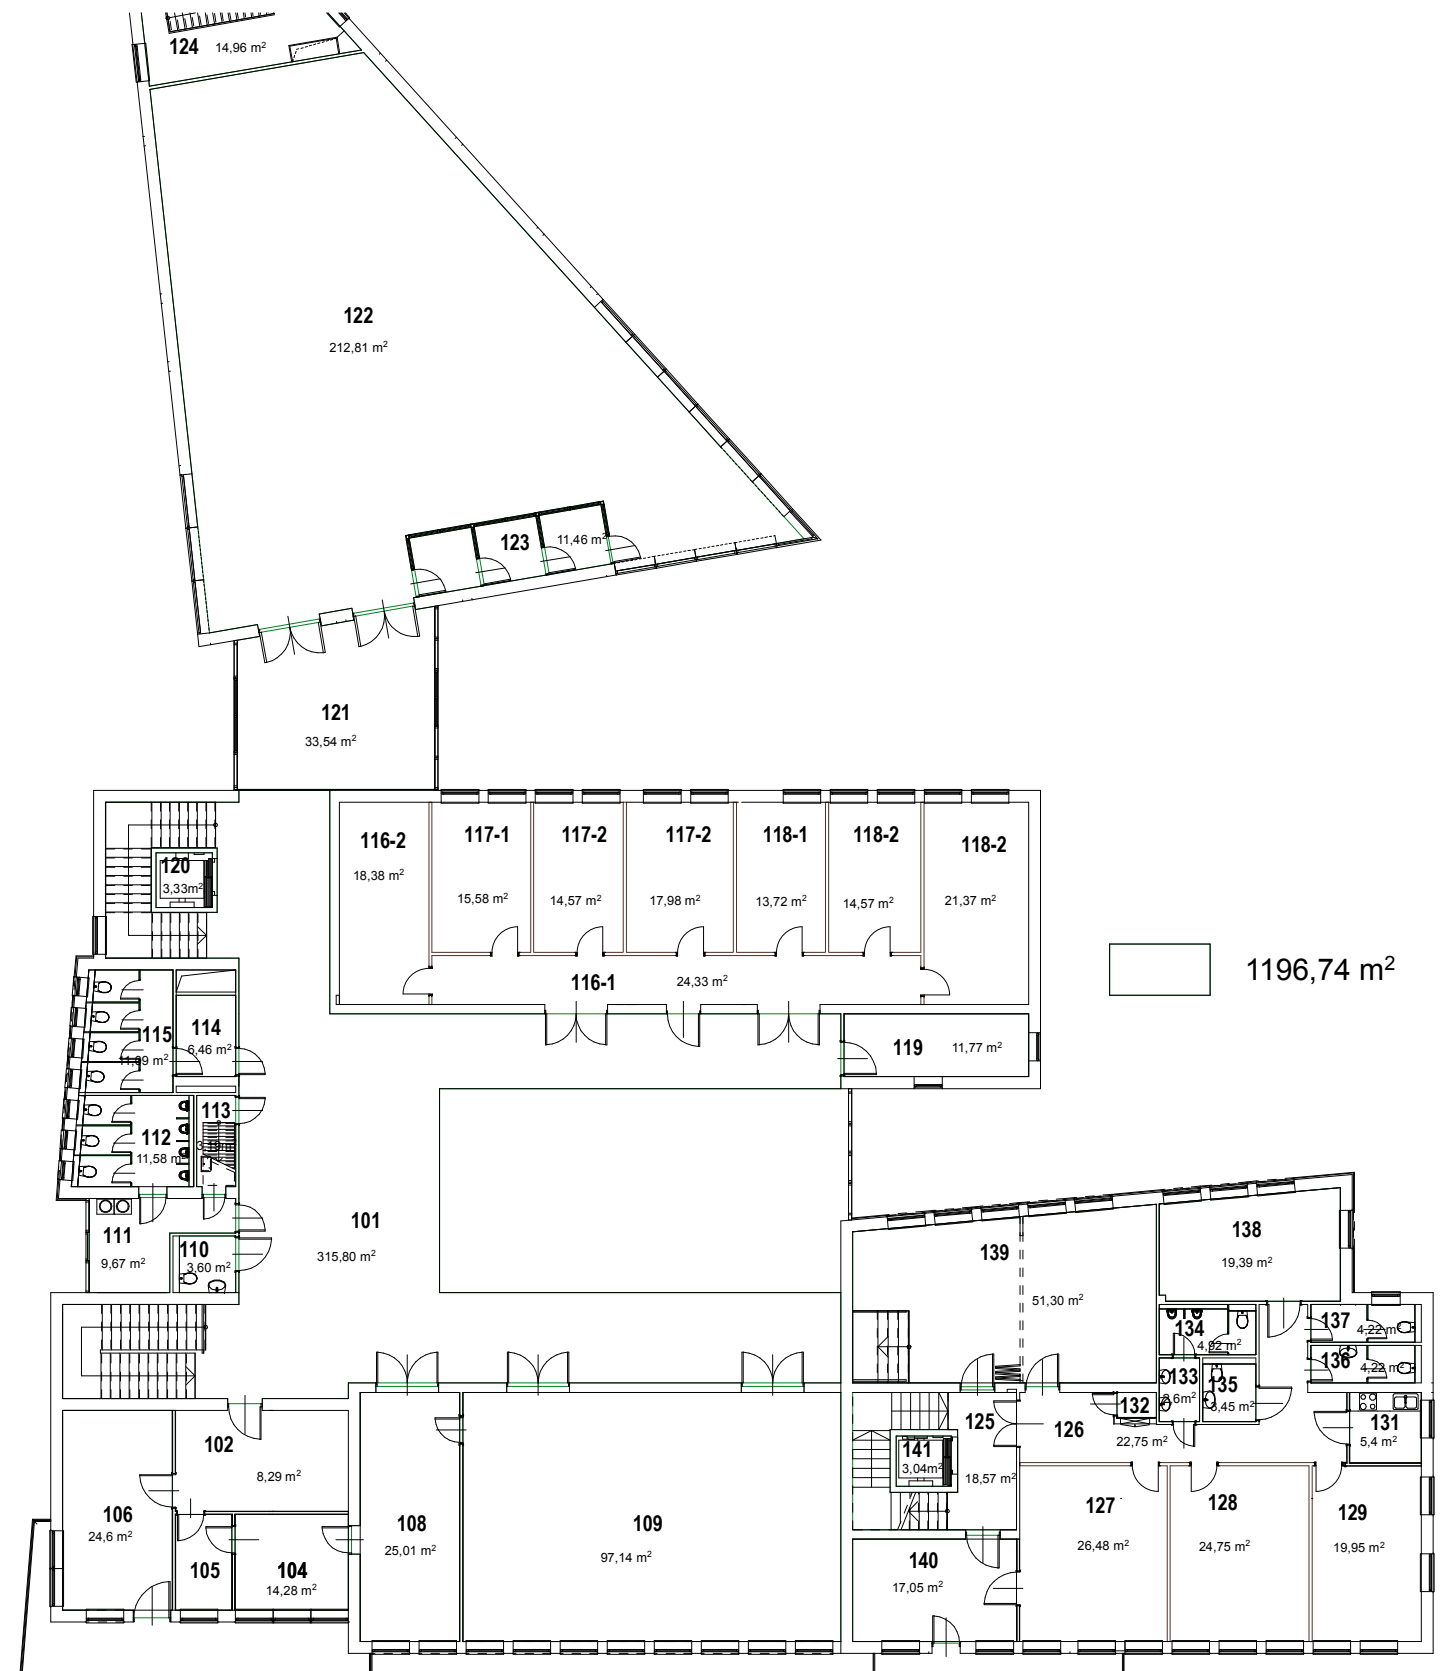 124 14,96 m²
122
212,81 m²
123 11,46 m²
121
33,54 m²
120
3,33m²
116-2
18,38 m²
117-1
15,58 m²
117-2
14,57 m²
117-2
17,98 m²
118-1
13,72 m²
118-2
14,57 m²
118-2
21,37 m²
116-1 24,33 m²
1196,74 m²
115
114
6,46 m²
119 11,77 m²
113
112
11,58 m²
111
9,67 m²
110
3,60 m²
101
315,80 m²
139
51,30 m²
138
19,39 m²
137 4,22 m²
136 4,22 m²
134
4,92 m²
133
135
3,45 m²
132
131
5,4 m²
125
18,57 m²
126
22,75 m²
141
3,04m²
102
8,29 m²
106
24,6 m²
105
104
14,28 m²
108
25,01 m²
109
97,14 m²
140
17,05 m²
127
26,48 m²
128
24,75 m²
129
19,95 m²